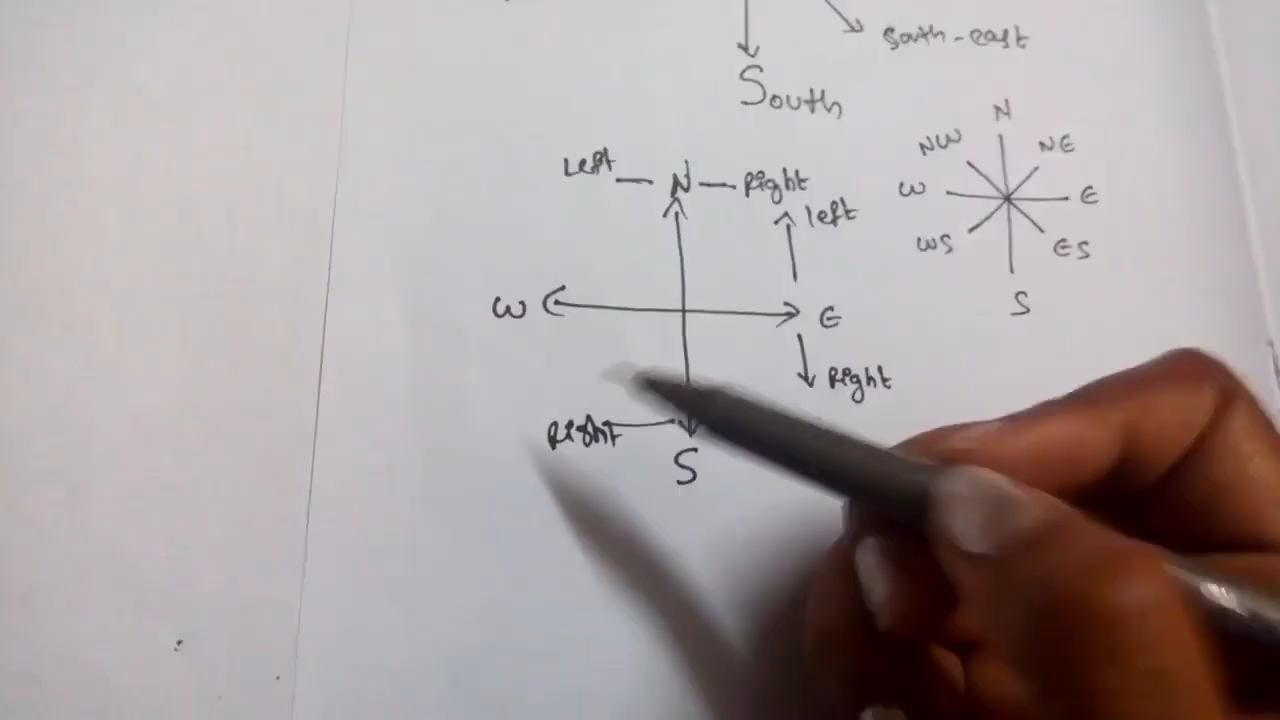 South-east
South
N
NW NE
W E
WS ES
S
Left N Right
left
W E
Right
Right
S